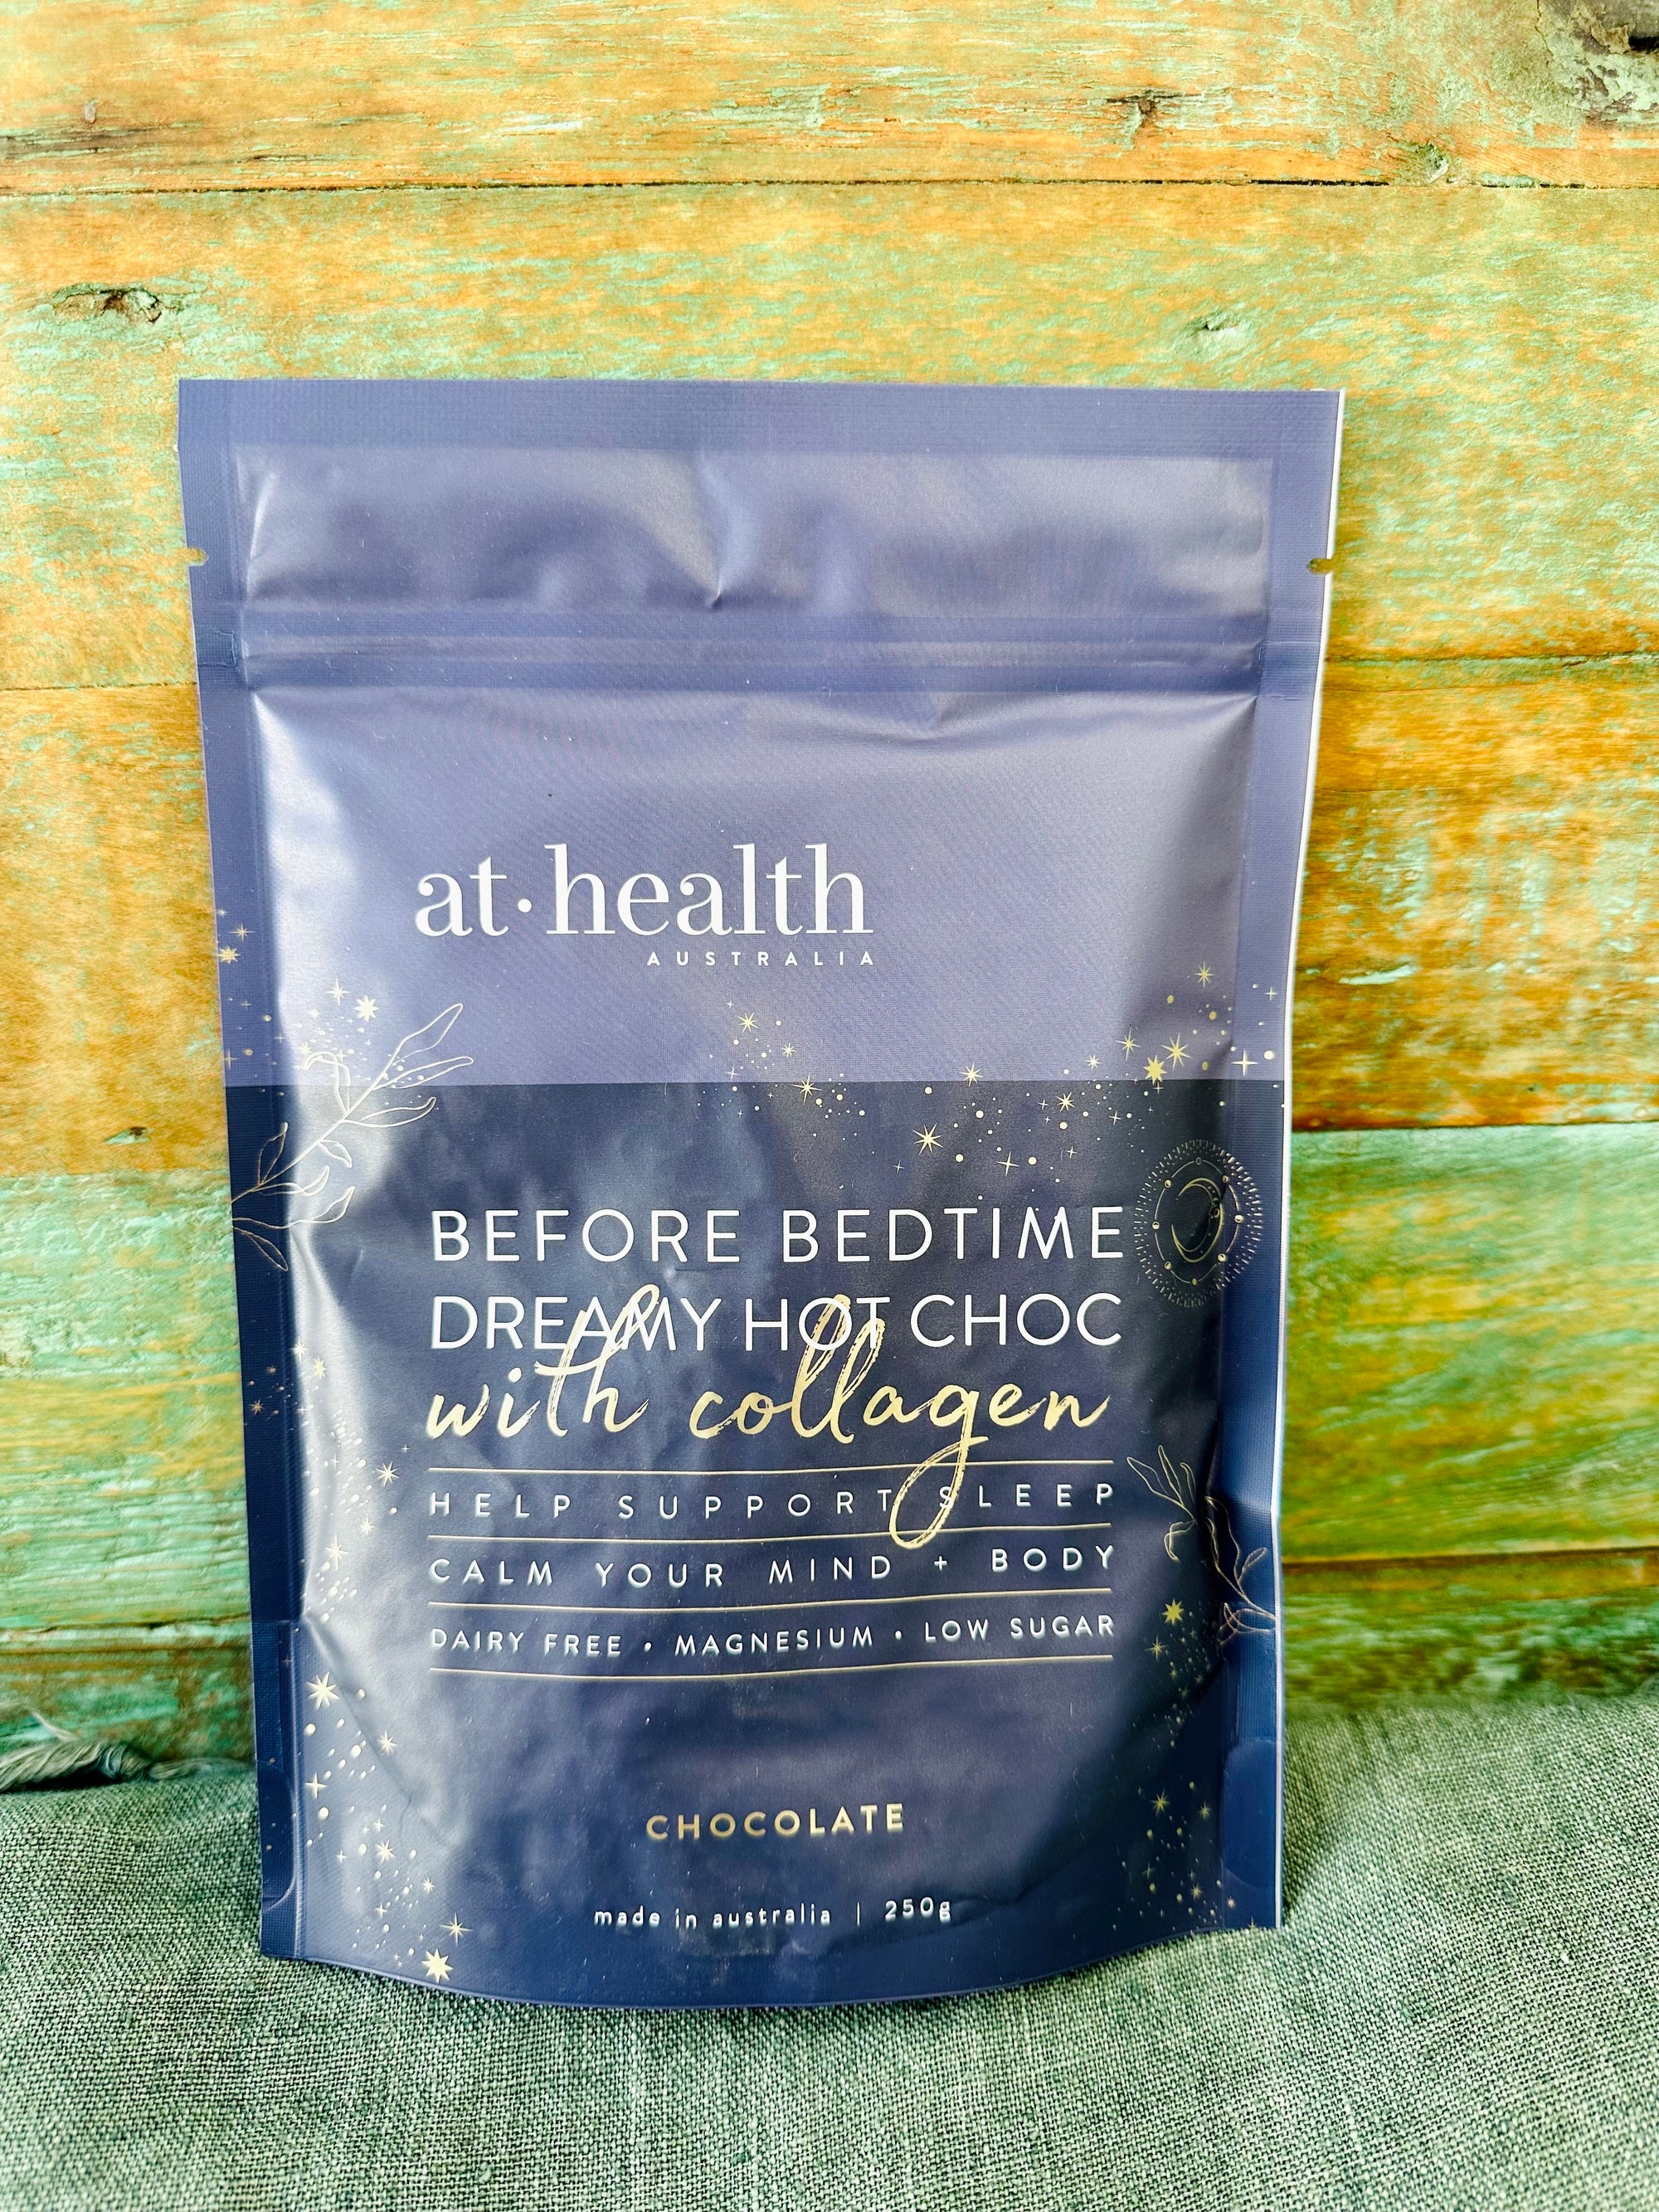 at·health
AUSTRALIA
BEFORE BEDTIME
DREAMY HOT CHOC
with collagen
HELP SUPPORT SLEEP
CALM YOUR MIND + BODY
DAIRY FREE • MAGNESIUM • LOW SUGAR
CHOCOLATE
made in australia | 250g